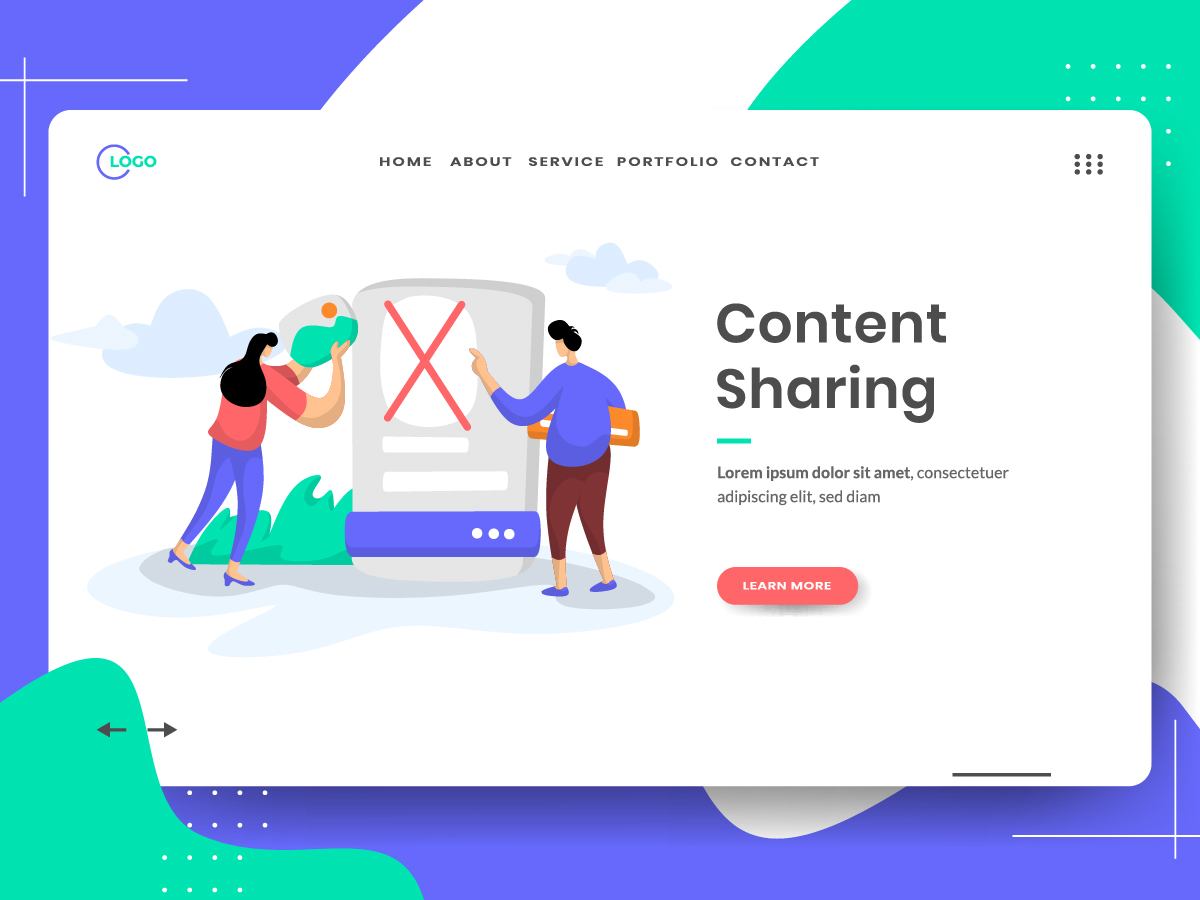 LOGO
HOME ABOUT SERVICE PORTFOLIO CONTACT
Content
Sharing
Lorem ipsum dolor sit amet, consectetuer
adipiscing elit, sed diam
LEARN MORE